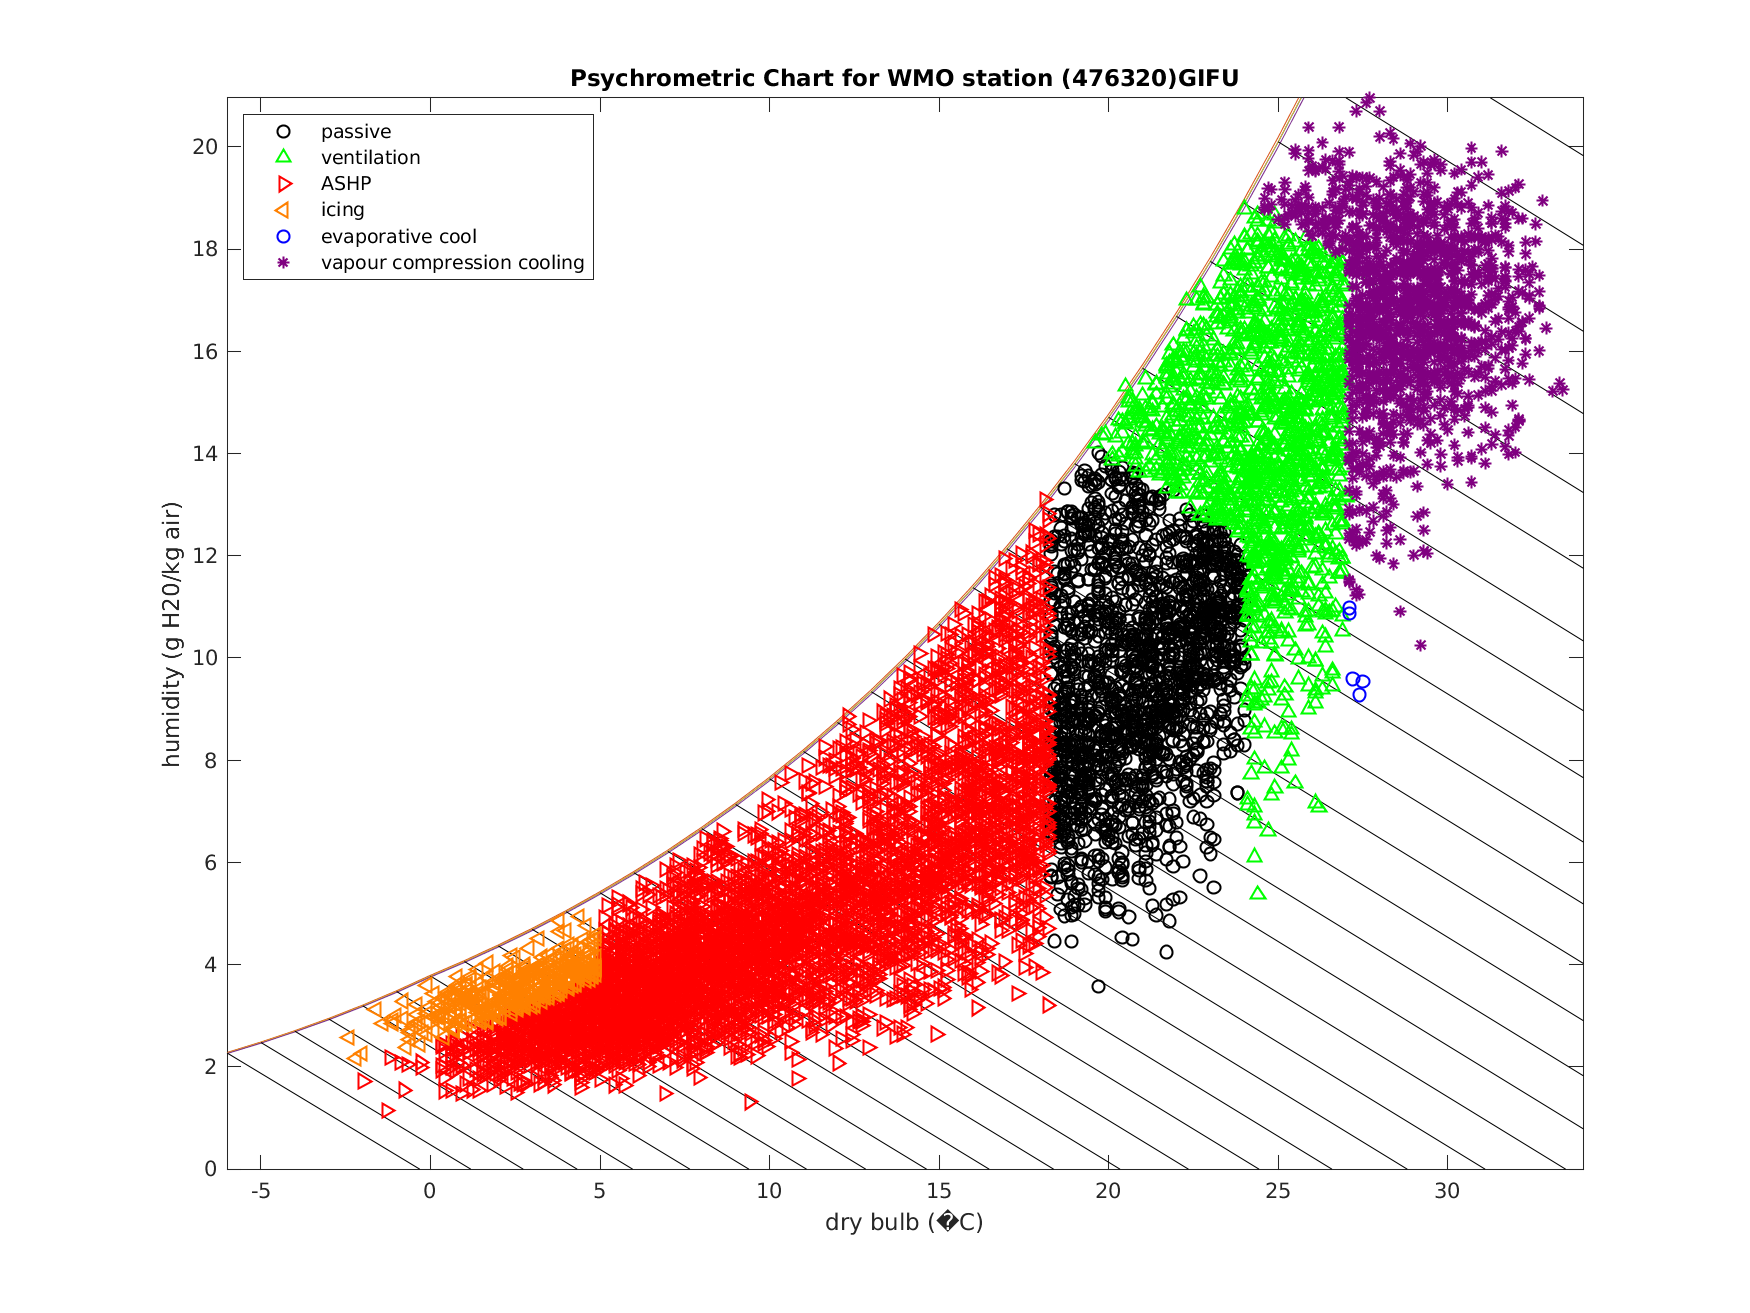 Psychrometric Chart for WMO station (476320)GIFU
passive
ventilation
ASHP
icing
evaporative cool
vapour compression cooling
humidity (g H20/kg air)
20
18
16
14
12
10
8
6
4
2
0
-5 0 5 10 15 20 25 30
dry bulb (�C)